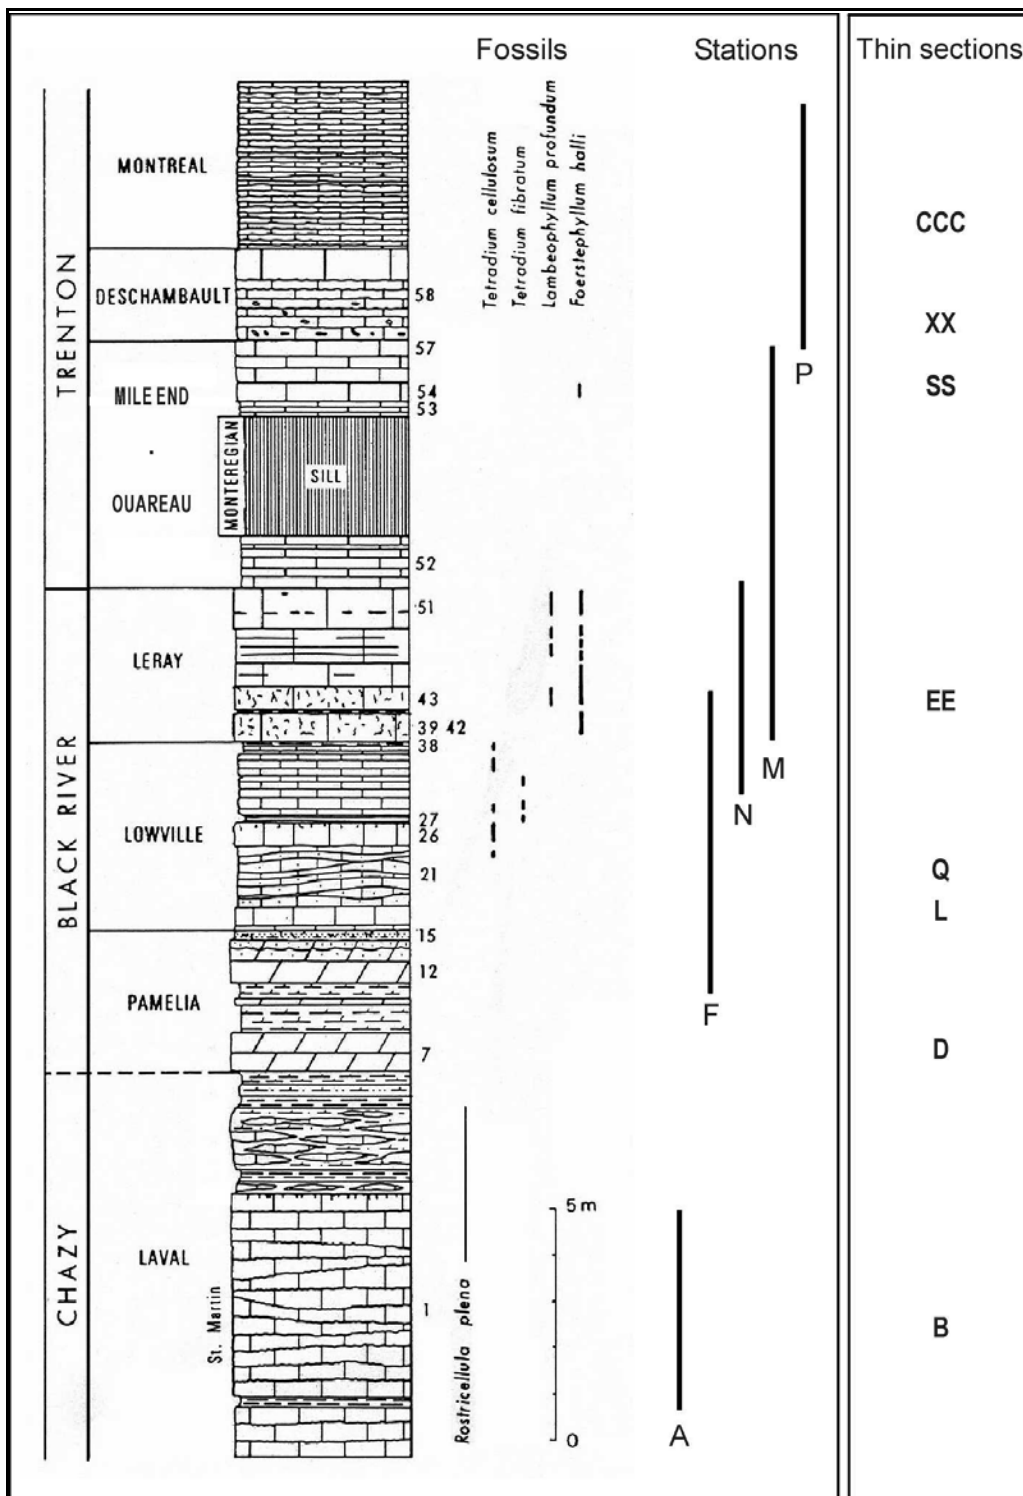 Fossils
Stations
Thin sections
Tetradium cellulosum
Tetradium fibratum
Lambeophyllum profundum
Foerstephyllum halli
TRENTON
MONTREAL
CCC
DESCHAMBAULT
58
XX
57
P
MILE END
54
SS
53
MONTEREGIAN
SILL
OUAREAU
52
BLACK RIVER
51
LERAY
43
EE
39 42
38
M
N
27
LOWVILLE
26
21
Q
L
15
12
PAMELIA
F
7
D
CHAZY
5 m
LAVAL
St. Martin
1
Rostricellula plena
B
0
A